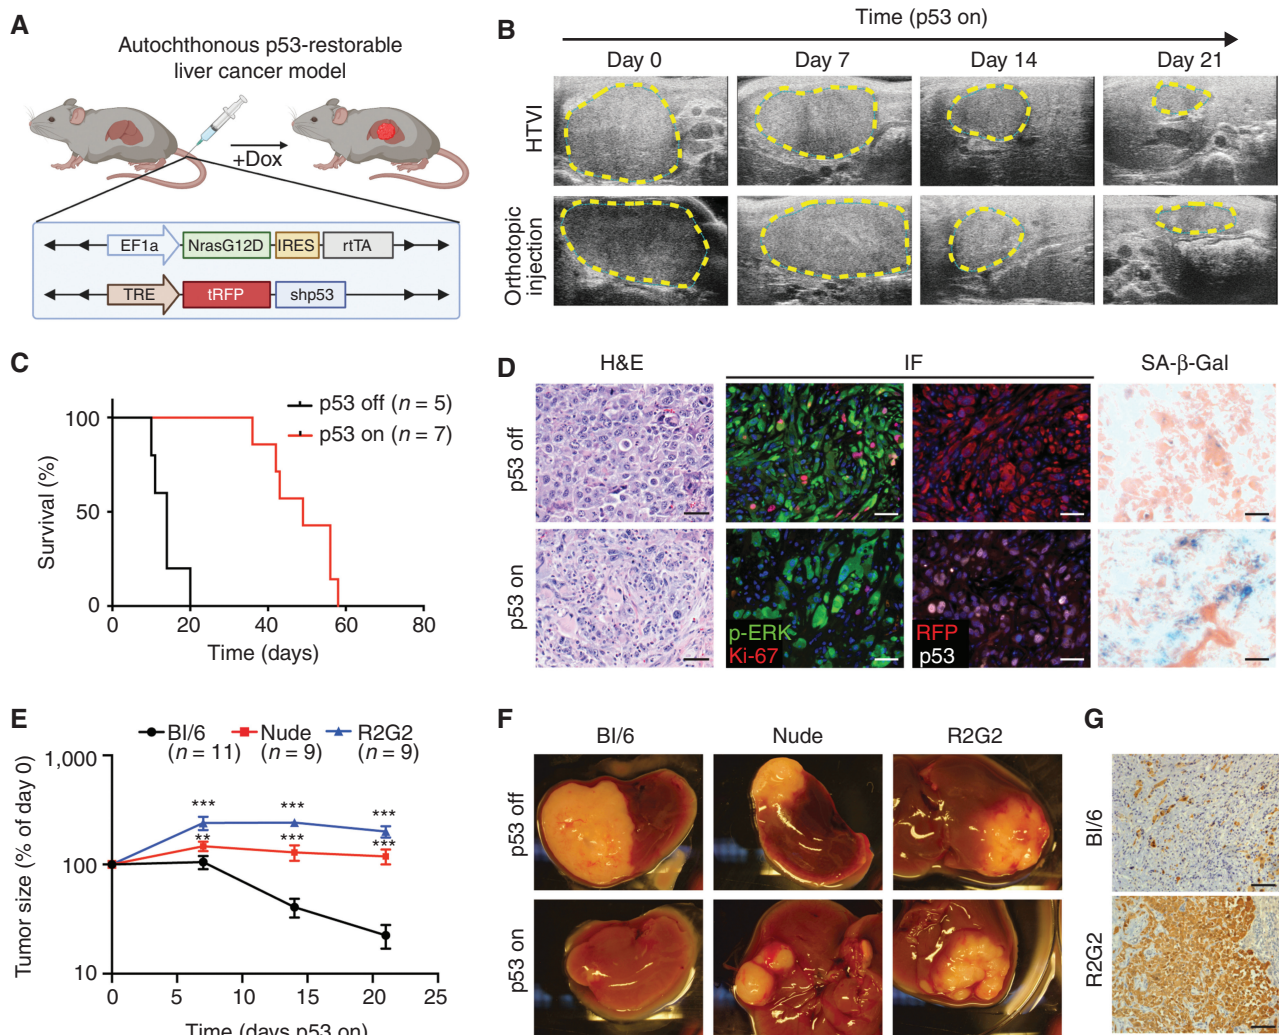 A
Autochthonous p53-restorable
liver cancer model
+Dox
EF1a
NrasG12D
IRES
rtTA
TRE
tRFP
shp53
B
Time (p53 on)
Day 0
Day 7
Day 14
Day 21
HTVI
Orthotopic
injection
C
p53 off (n = 5)
p53 on (n = 7)
Survival (%)
100
50
0
0
20
40
60
80
Time (days)
D
H&E
IF
SA-β-Gal
p53 off
p53 on
p-ERK
Ki-67
RFP
p53
E
BI/6
(n = 11)
Nude
(n = 9)
R2G2
(n = 9)
Tumor size (% of day 0)
1,000
100
10
***
***
***
**
***
***
0
5
10
15
20
25
Time (days p53 on)
F
BI/6
Nude
R2G2
p53 off
p53 on
G
BI/6
R2G2